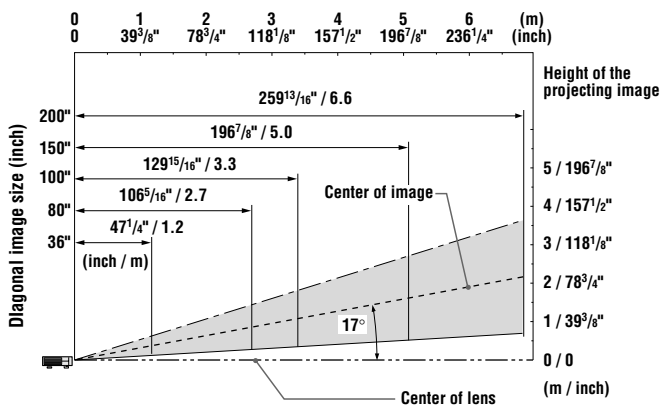 0 1 2 3 4 5 6 (m)
0 39³/⁸" 78³/⁴" 118¹/⁸" 157¹/²" 196⁷/⁸" 236¹/⁴" (inch)
Height of the
projecting image
Diagonal image size (inch)
259¹³/¹⁶" / 6.6
200"
196⁷/⁸" / 5.0
150"
129¹⁵/¹⁶" / 3.3
100"
106⁵/¹⁶" / 2.7
80"
47¹/⁴" / 1.2
36"
(inch / m)
Center of image
5 / 196⁷/⁸"
4 / 157¹/²"
3 / 118¹/⁸"
2 / 78³/⁴"
1 / 39³/⁸"
17°
0 / 0
(m / inch)
Center of lens